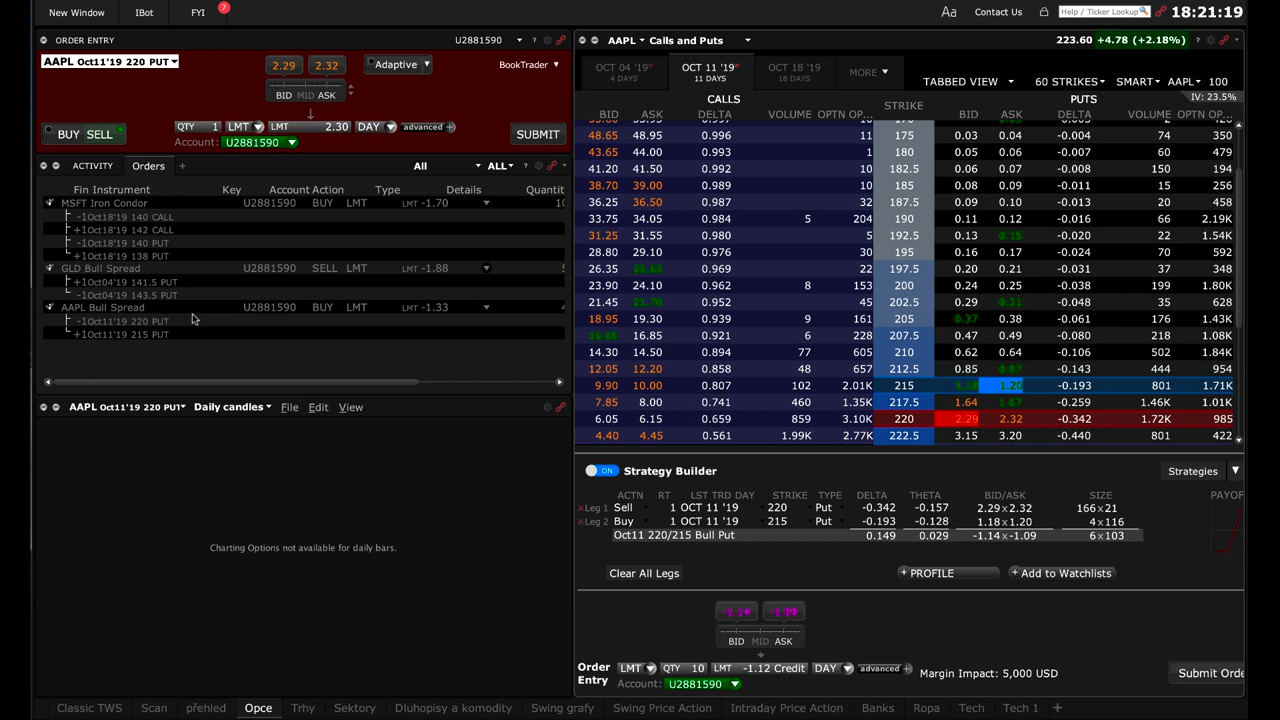 New Window IBot FYI 7 Aa Contact Us Help / Ticker Lookup 18:21:19
ORDER ENTRY U2881590 ?
AAPL Oct11'19 220 PUT
2.29 2.32 Adaptive BookTrader
BID MID ASK
BUY SELL QTY 1 LMT LMT 2.30 DAY advanced + SUBMIT
Account: U2881590
ACTIVITY Orders + All ALL ?
Fin Instrument Key Account Action Type Details Quantit
MSFT Iron Condor U2881590 BUY LMT LMT -1.70 10
-1Oct18'19 140 CALL
+1Oct18'19 142 CALL
-1Oct18'19 140 PUT
+1Oct18'19 138 PUT
GLD Bull Spread U2881590 SELL LMT LMT -1.88
+1Oct04'19 141.5 PUT
-1Oct04'19 143.5 PUT
AAPL Bull Spread U2881590 BUY LMT LMT -1.33
-1Oct11'19 220 PUT
+1Oct11'19 215 PUT
AAPL Oct11'19 220 PUT Daily candles File Edit View
Charting Options not available for daily bars.
AAPL Calls and Puts 223.60 +4.78 (+2.18%) ?
OCT 04 '19 OCT 11 '19 OCT 18 '19 MORE
4 DAYS 11 DAYS 18 DAYS
TABBED VIEW 60 STRIKES SMART AAPL 100
IV: 23.5%
CALLS STRIKE PUTS
BID ASK DELTA VOLUME OPTN OP... BID ASK DELTA VOLUME OPTN OP...
48.65 48.95 0.996 11 175 0.03 0.04 -0.004 74 350
43.65 44.00 0.993 1 180 0.05 0.06 -0.007 60 479
41.20 41.50 0.992 10 182.5 0.06 0.07 -0.008 150 194
38.70 39.00 0.989 10 185 0.08 0.09 -0.011 15 256
36.25 36.50 0.987 32 187.5 0.09 0.10 -0.013 20 458
33.75 34.05 0.984 5 204 190 0.11 0.12 -0.016 66 2.19K
31.25 31.55 0.980 5 192.5 0.13 0.15 -0.020 22 1.54K
28.80 29.10 0.976 30 195 0.16 0.17 -0.024 70 592
26.35 0.969 22 197.5 0.20 0.21 -0.031 37 348
23.90 24.10 0.962 8 153 200 0.24 0.25 -0.038 199 1.80K
21.45 0.952 45 202.5 0.29 0.31 -0.048 35 628
18.95 19.30 0.939 9 161 205 0.37 0.38 -0.061 176 1.43K
16.85 0.921 6 228 207.5 0.47 0.49 -0.080 218 1.08K
14.30 14.50 0.894 77 605 210 0.62 0.64 -0.106 502 1.84K
12.05 12.20 0.858 48 657 212.5 0.85 -0.143 444 954
9.90 10.00 0.807 102 2.01K 215 1.20 -0.193 801 1.71K
7.85 8.00 0.741 460 1.35K 217.5 1.64 -0.259 1.46K 1.01K
6.05 6.15 0.659 859 3.10K 220 2.29 2.32 -0.342 1.72K 985
4.40 4.45 0.561 1.99K 2.77K 222.5 3.15 3.20 -0.440 801 422
ON Strategy Builder Strategies
ACTN RT LST TRD DAY STRIKE TYPE DELTA THETA BID/ASK SIZE PAYOF
Leg 1 Sell 1 OCT 11 '19 220 Put -0.342 -0.157 2.29x2.32 166x21
Leg 2 Buy 1 OCT 11 '19 215 Put -0.193 -0.128 1.18x1.20 4x116
Oct11 220/215 Bull Put 0.149 0.029 -1.14x-1.09 6x103
Clear All Legs + PROFILE + Add to Watchlists
BID MID ASK
Order Entry LMT QTY 10 LMT -1.12 Credit DAY advanced + Margin Impact: 5,000 USD Submit Orde
Account: U2881590
Classic TWS Scan přehled Opce Trhy Sektory Dluhopisy a komodity Swing grafy Swing Price Action Intraday Price Action Banks Ropa Tech Tech 1 +